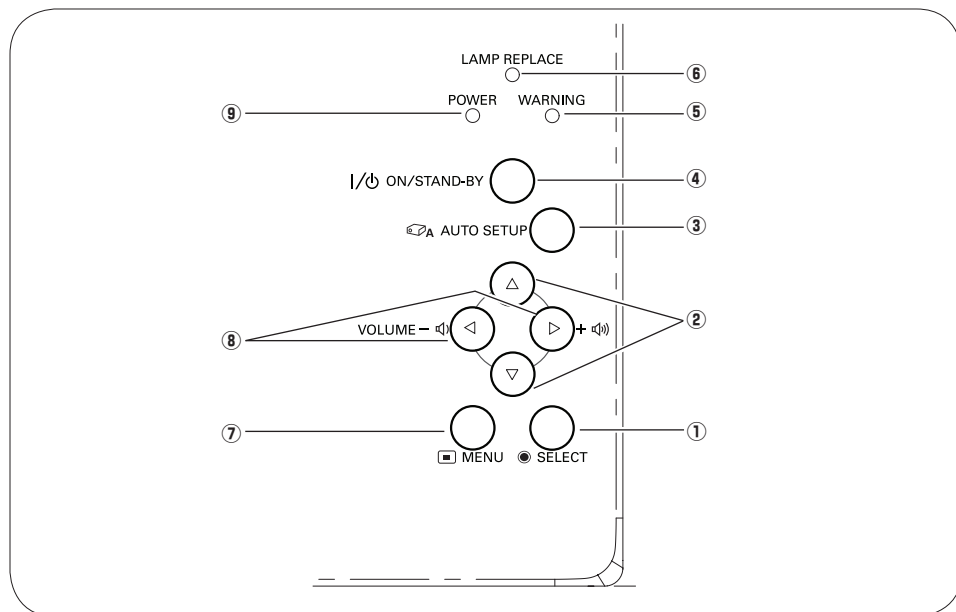 LAMP REPLACE
⑥
⑨ POWER WARNING ⑤
I/⏻ ON/STAND-BY ④
A AUTO SETUP ③
②
⑧ VOLUME − +
⑦ ①
MENU SELECT